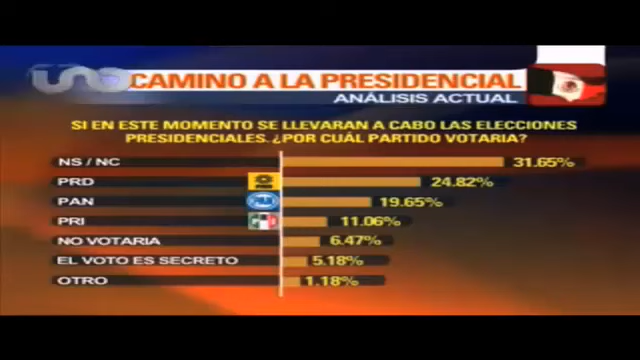 uno CAMINO A LA PRESIDENCIAL
ANÁLISIS ACTUAL
SI EN ESTE MOMENTO SE LLEVARAN A CABO LAS ELECCIONES
PRESIDENCIALES. ¿POR CUÁL PARTIDO VOTARIA?
NS / NC 31.65%
PRD 24.82%
PAN 19.65%
PRI 11.06%
NO VOTARIA 6.47%
EL VOTO ES SECRETO 5.18%
OTRO 1.18%